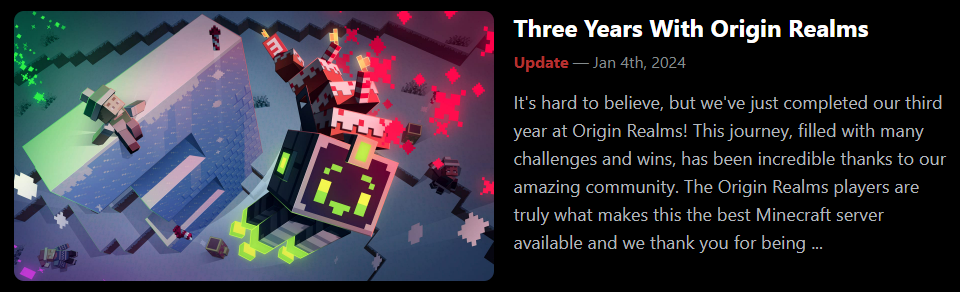 Three Years With Origin Realms
Update — Jan 4th, 2024
It's hard to believe, but we've just completed our third
year at Origin Realms! This journey, filled with many
challenges and wins, has been incredible thanks to our
amazing community. The Origin Realms players are
truly what makes this the best Minecraft server
available and we thank you for being ...